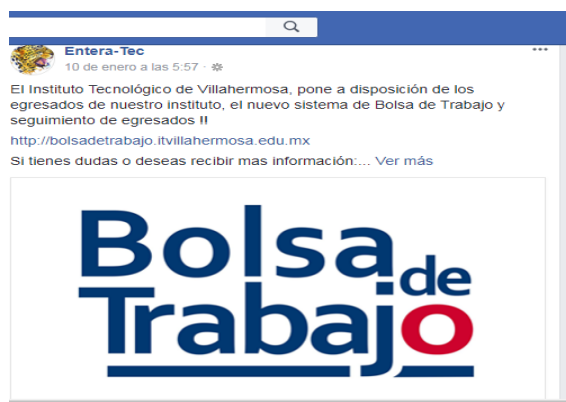 Entera-Tec
10 de enero a las 5:57 ·
El Instituto Tecnológico de Villahermosa, pone a disposición de los
egresados de nuestro instituto, el nuevo sistema de Bolsa de Trabajo y
seguimiento de egresados !!
http://bolsadetrabajo.itvillahermosa.edu.mx
Si tienes dudas o deseas recibir mas información:... Ver más
Bolsa
de
Trabajo